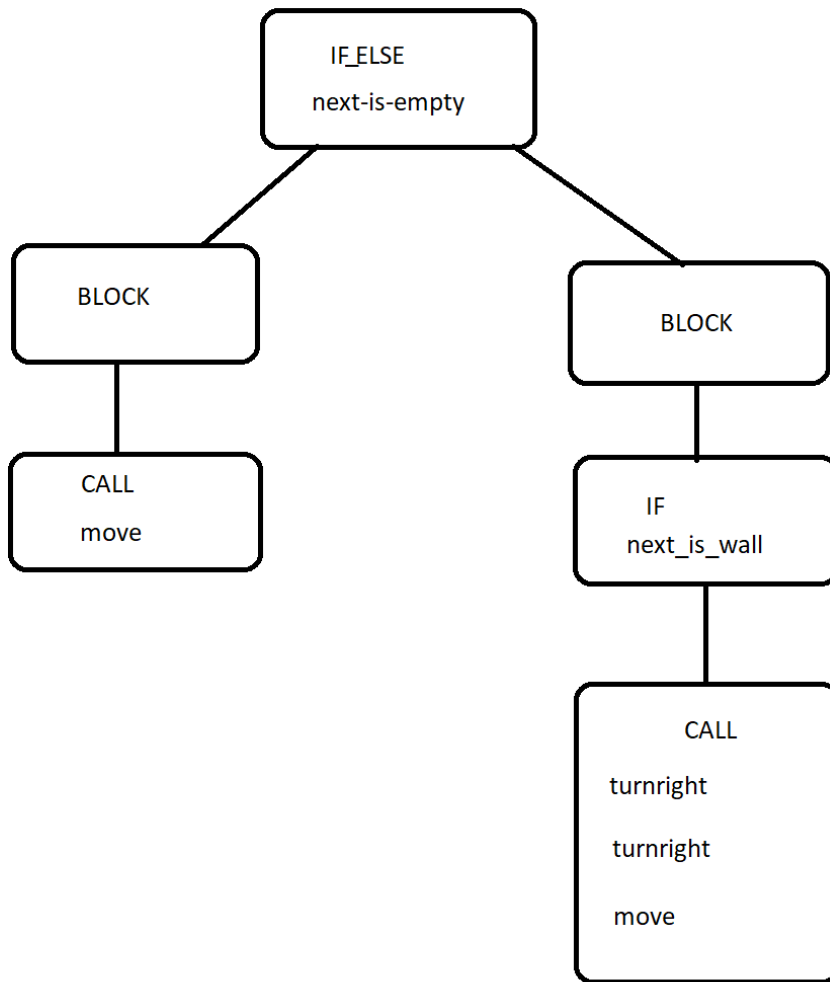 IF_ELSE
next-is-empty
BLOCK
CALL
move
BLOCK
IF
next_is_wall
CALL
turnright
turnright
move